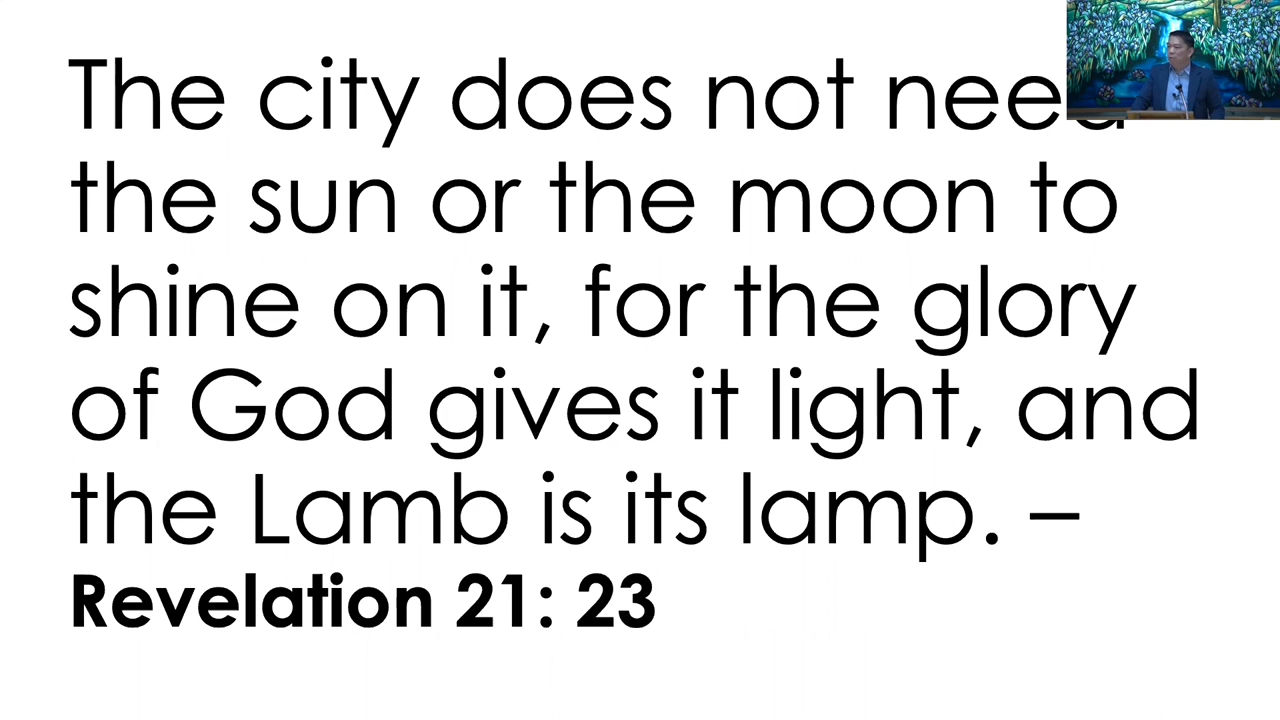 The city does not need
the sun or the moon to
shine on it, for the glory
of God gives it light, and
the Lamb is its lamp. –
Revelation 21: 23